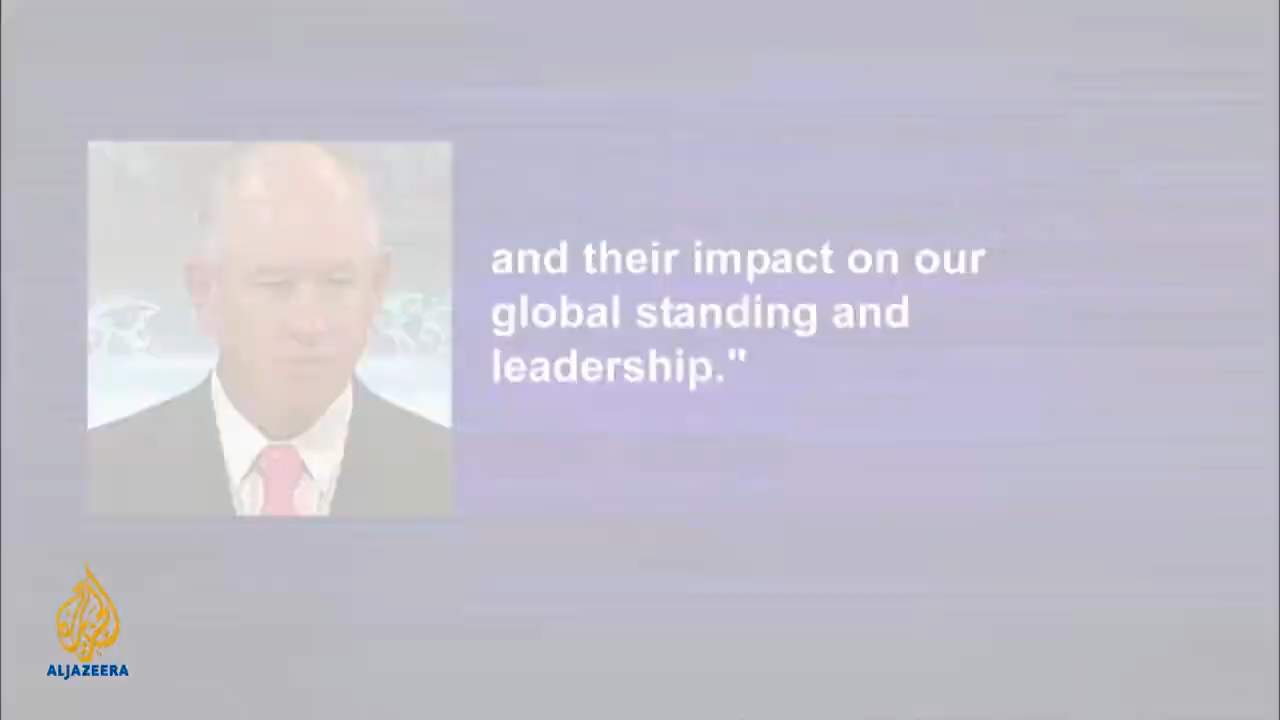 and their impact on our
global standing and
leadership."
ALJAZEERA